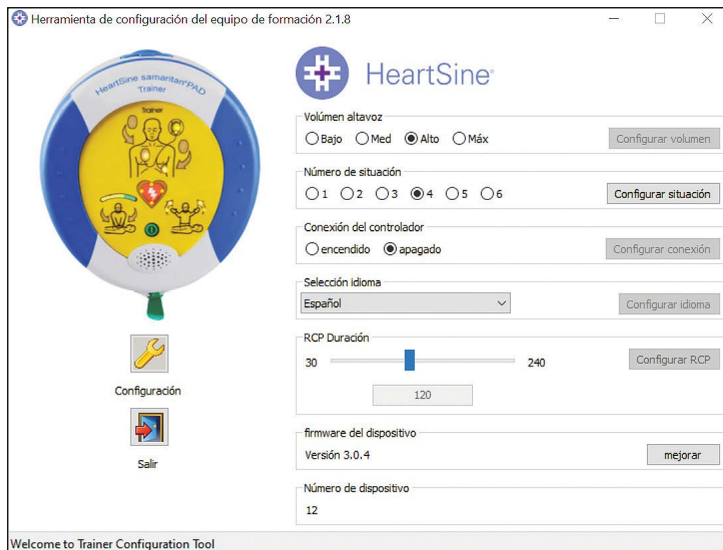 Herramienta de configuración del equipo de formación 2.1.8
HeartSine samaritan PAD
Trainer
Trainer
HeartSine
Volúmen altavoz
Bajo Med Alto Máx Configurar volumen
Número de situación
1 2 3 4 5 6 Configurar situación
Conexión del controlador
encendido apagado Configurar conexión
Selección idioma
Español Configurar idioma
RCP Duración
30 240 Configurar RCP
120
Configuración
Salir
firmware del dispositivo
Versión 3.0.4 mejorar
Número de dispositivo
12
Welcome to Trainer Configuration Tool